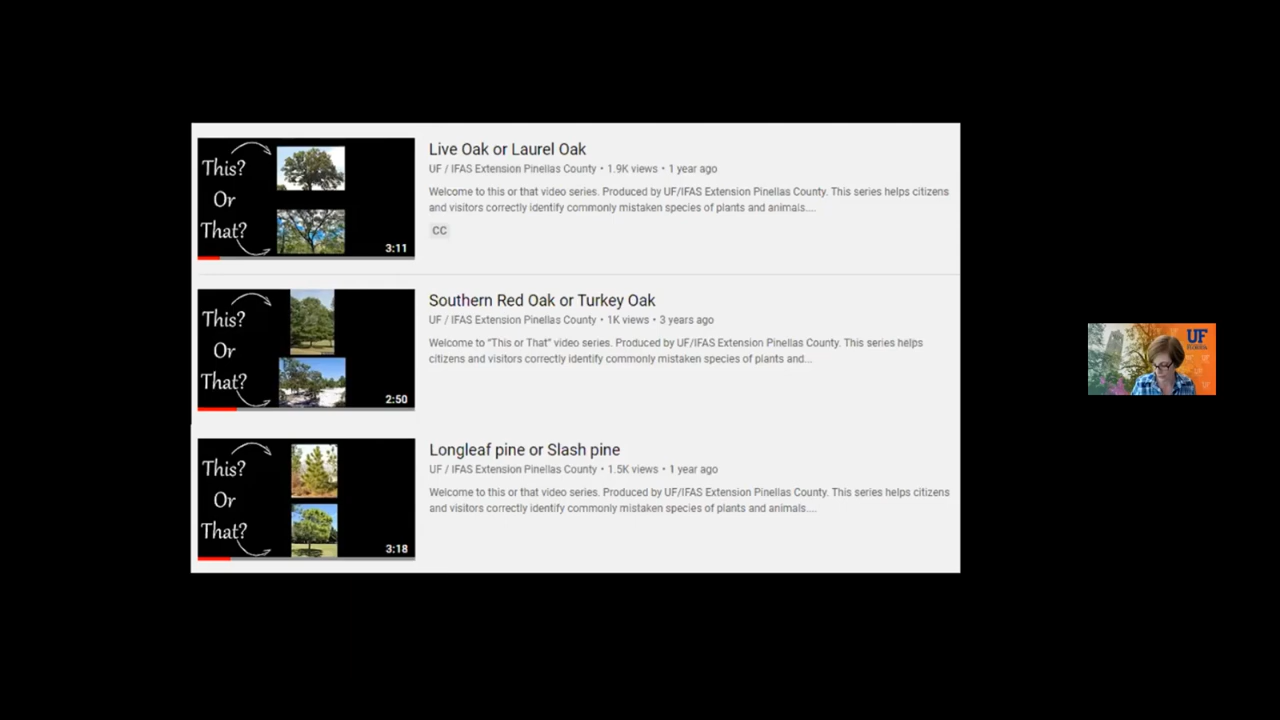 This?
Or
That?
3:11
Live Oak or Laurel Oak
UF / IFAS Extension Pinellas County • 1.9K views • 1 year ago
Welcome to this or that video series. Produced by UF/IFAS Extension Pinellas County. This series helps citizens
and visitors correctly identify commonly mistaken species of plants and animals....
CC
This?
Or
That?
2:50
Southern Red Oak or Turkey Oak
UF / IFAS Extension Pinellas County • 1K views • 3 years ago
Welcome to "This or That" video series. Produced by UF/IFAS Extension Pinellas County. This series helps
citizens and visitors correctly identify commonly mistaken species of plants and...
This?
Or
That?
3:18
Longleaf pine or Slash pine
UF / IFAS Extension Pinellas County • 1.5K views • 1 year ago
Welcome to this or that video series. Produced by UF/IFAS Extension Pinellas County. This series helps citizens
and visitors correctly identify commonly mistaken species of plants and animals....
UF